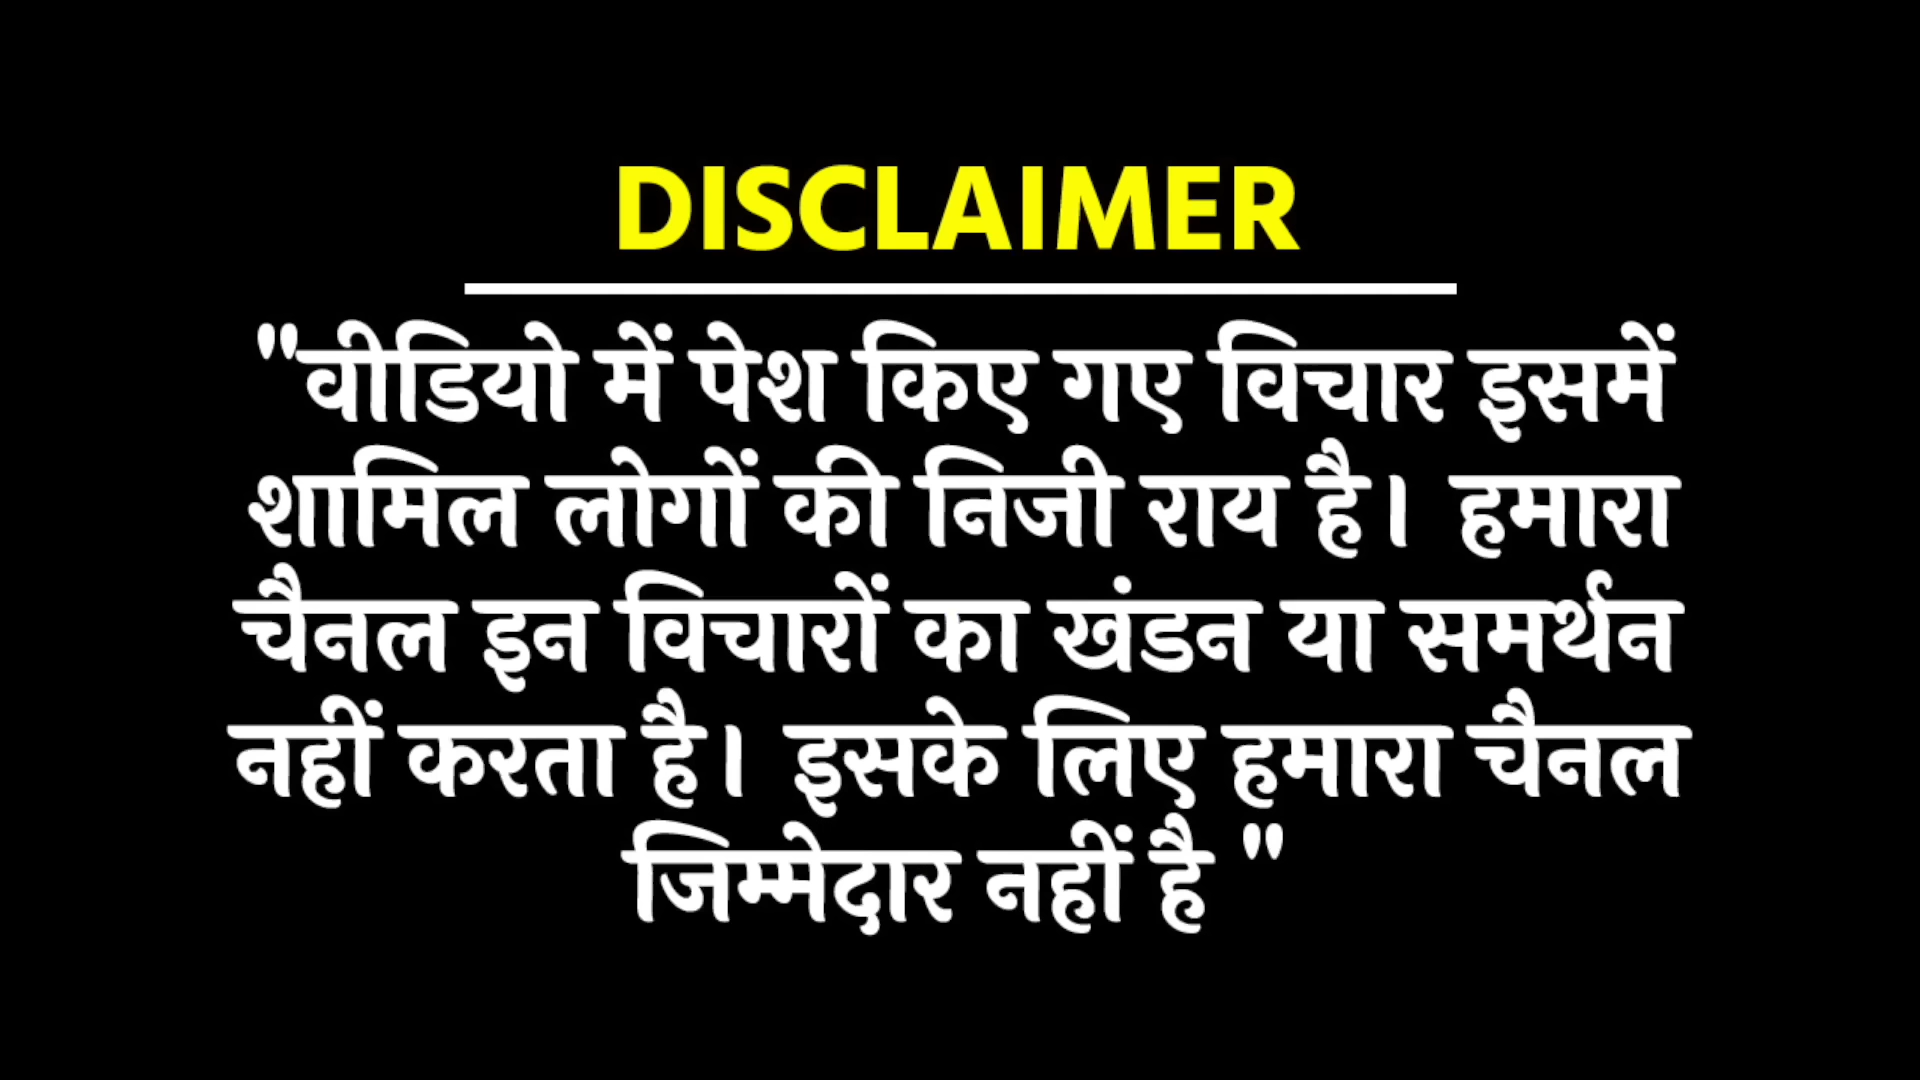 DISCLAIMER
"वीडियो में पेश किए गए विचार इसमें
शामिल लोगों की निजी राय है। हमारा
चैनल इन विचारों का खंडन या समर्थन
नहीं करता है। इसके लिए हमारा चैनल
जिम्मेदार नहीं है "